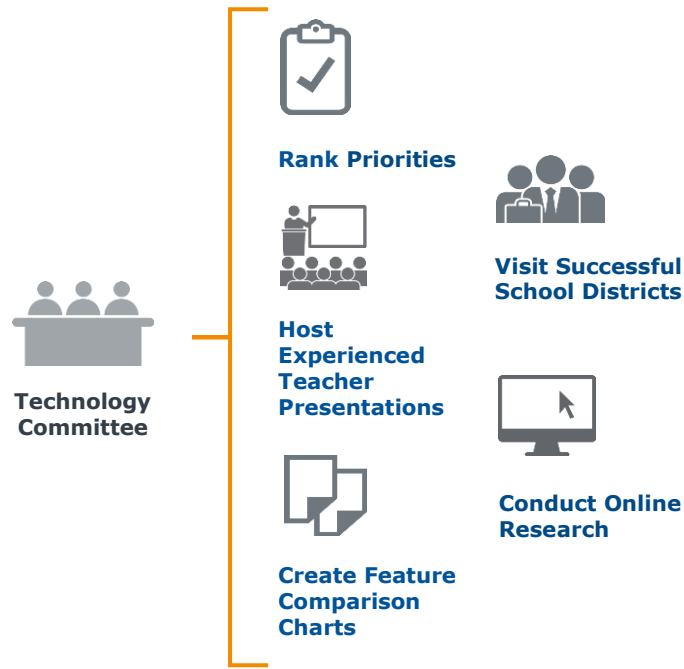 Technology
Committee
Rank Priorities
Host
Experienced
Teacher
Presentations
Create Feature
Comparison
Charts
Visit Successful
School Districts
Conduct Online
Research